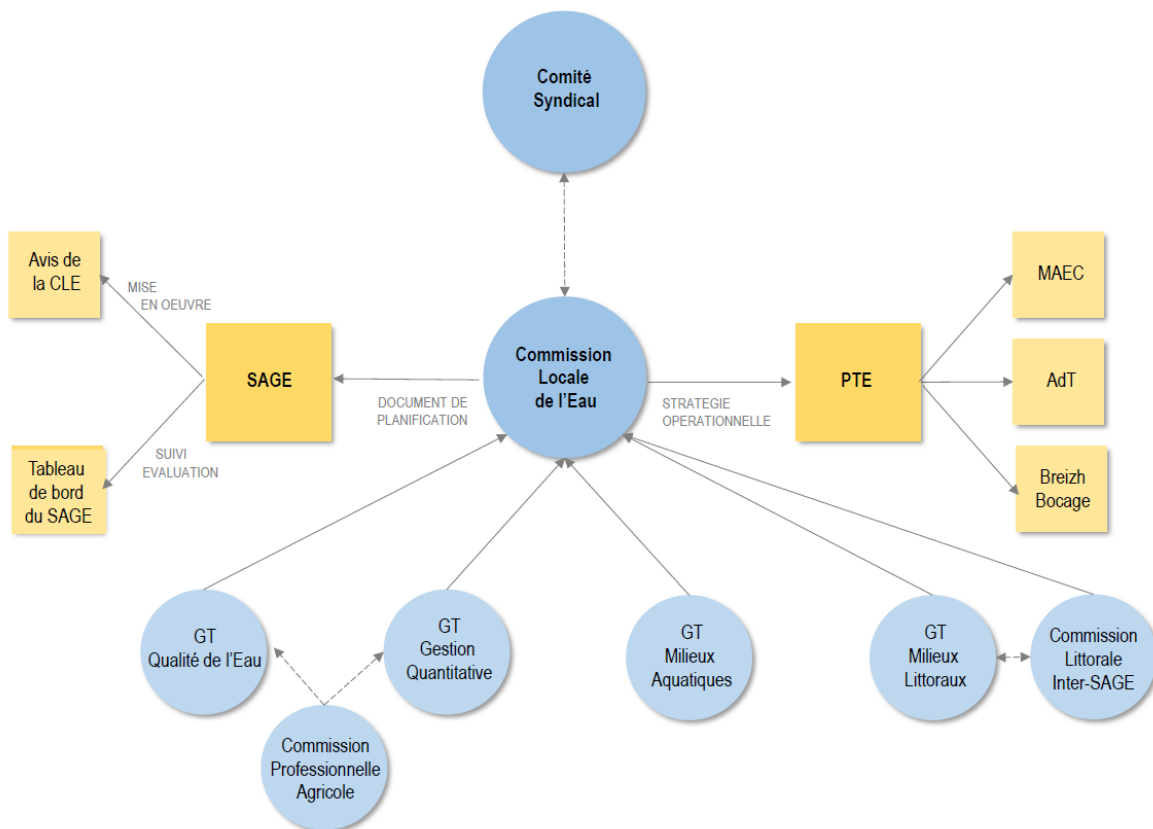 Comité
Syndical
Avis de
la CLE
MISE
EN OEUVRE
MAEC
SAGE
DOCUMENT DE
PLANIFICATION
Commission
Locale
de l'Eau
STRATEGIE
OPERATIONNELLE
PTE
AdT
SUIVI
EVALUATION
Tableau
de bord
du SAGE
Breizh
Bocage
GT
Qualité de l'Eau
GT
Gestion
Quantitative
GT
Milieux
Aquatiques
GT
Milieux
Littoraux
Commission
Littorale
Inter-SAGE
Commission
Professionnelle
Agricole